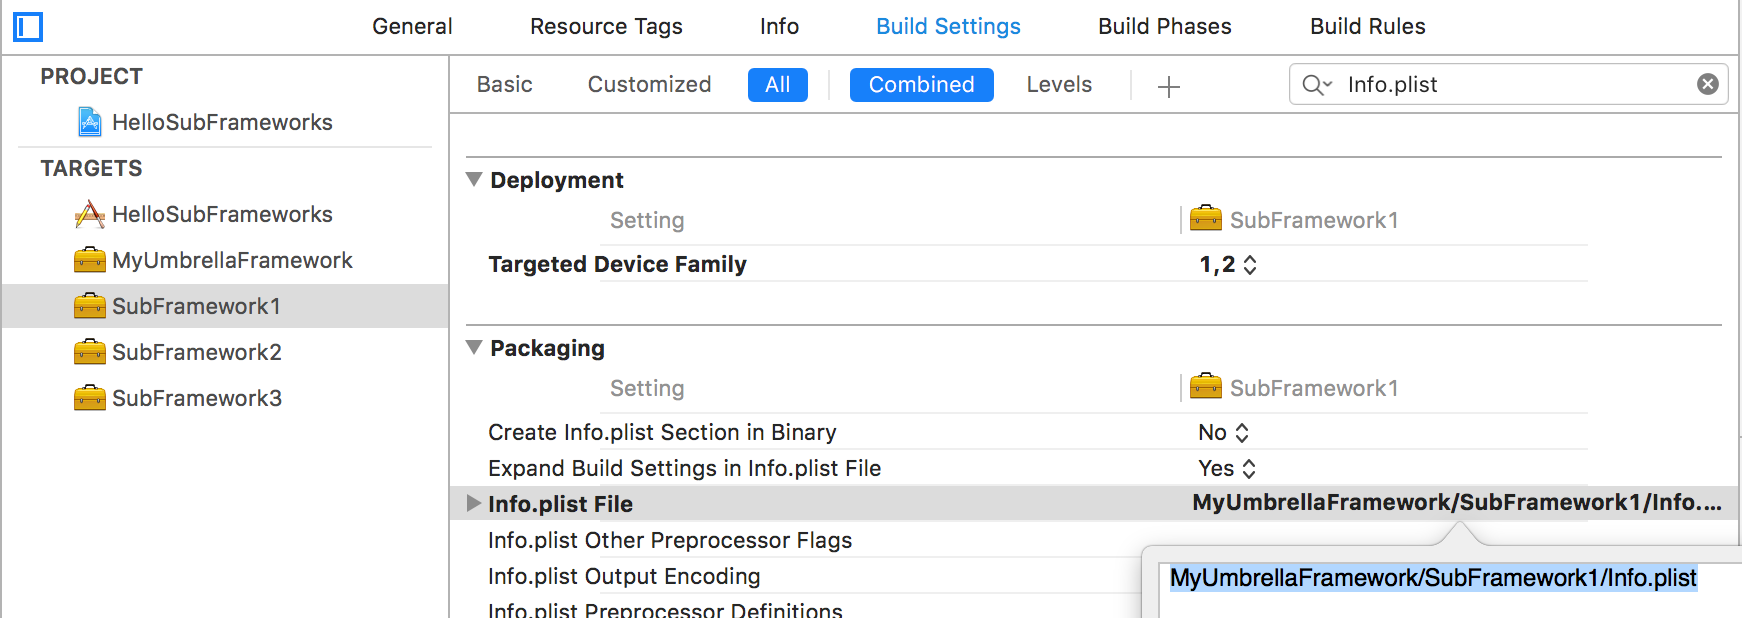 General Resource Tags Info Build Settings Build Phases Build Rules
PROJECT
HelloSubFrameworks
TARGETS
HelloSubFrameworks
MyUmbrellaFramework
SubFramework1
SubFramework2
SubFramework3
Basic Customized All Combined Levels + Info.plist
Deployment
Setting SubFramework1
Targeted Device Family 1,2
Packaging
Setting SubFramework1
Create Info.plist Section in Binary No
Expand Build Settings in Info.plist File Yes
Info.plist File MyUmbrellaFramework/SubFramework1/Info....
Info.plist Other Preprocessor Flags
Info.plist Output Encoding
MyUmbrellaFramework/SubFramework1/Info.plist
Info.plist Preprocessor Definitions